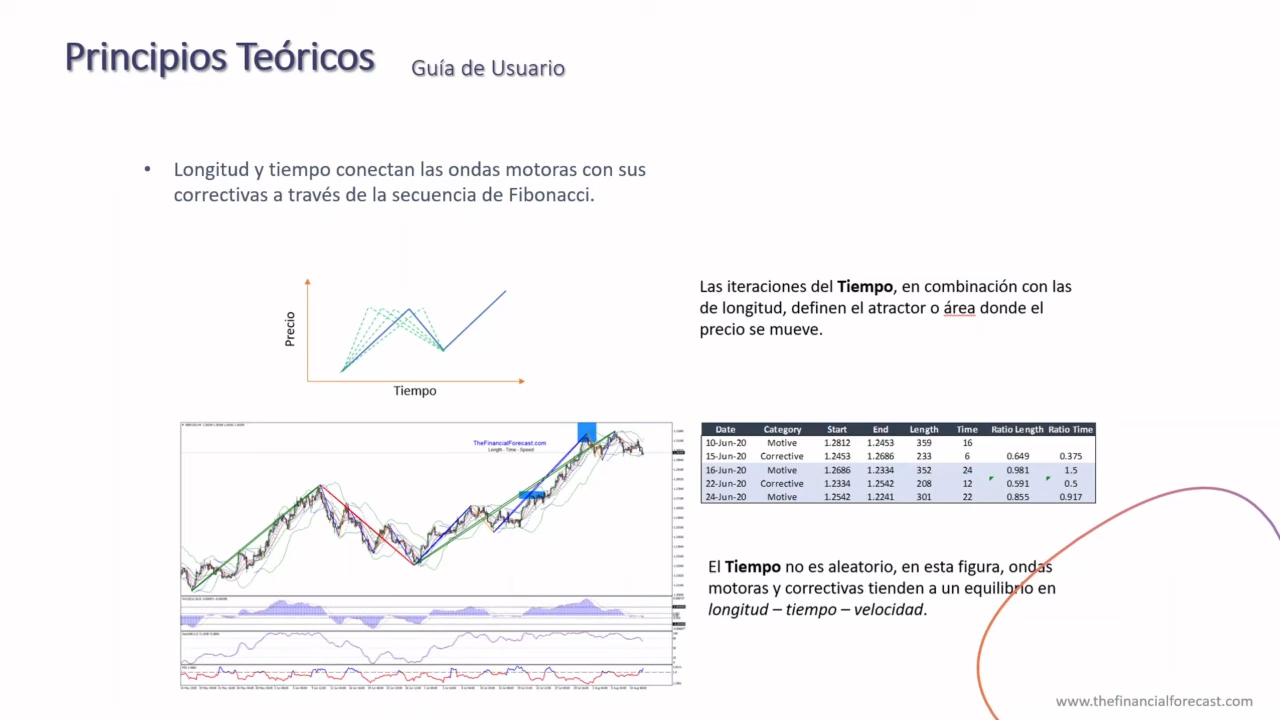 Principios Teóricos
Guía de Usuario
• Longitud y tiempo conectan las ondas motoras con sus
correctivas a través de la secuencia de Fibonacci.
Precio
Tiempo
Las iteraciones del Tiempo, en combinación con las
de longitud, definen el atractor o área donde el
precio se mueve.
TheFinancialForecast.com
Length - Time - Speed
Date Category Start End Length Time Ratio Length Ratio Time
10-Jun-20 Motive 1.2812 1.2453 359 16
15-Jun-20 Corrective 1.2453 1.2686 233 6 0.649 0.375
16-Jun-20 Motive 1.2686 1.2334 352 24 0.981 1.5
22-Jun-20 Corrective 1.2334 1.2542 208 12 0.591 0.5
24-Jun-20 Motive 1.2542 1.2241 301 22 0.855 0.917
El Tiempo no es aleatorio, en esta figura, ondas
motoras y correctivas tienden a un equilibrio en
longitud – tiempo – velocidad.
www.thefinancialforecast.com